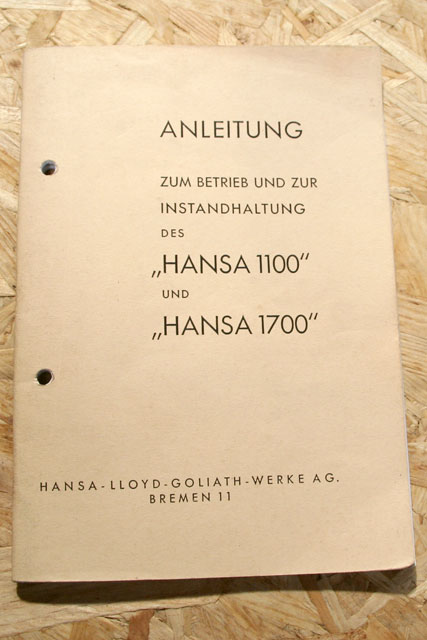 ANLEITUNG
ZUM BETRIEB UND ZUR
INSTANDHALTUNG
DES
„HANSA 1100“
UND
„HANSA 1700“
HANSA-LLOYD-GOLIATH-WERKE AG.
BREMEN 11